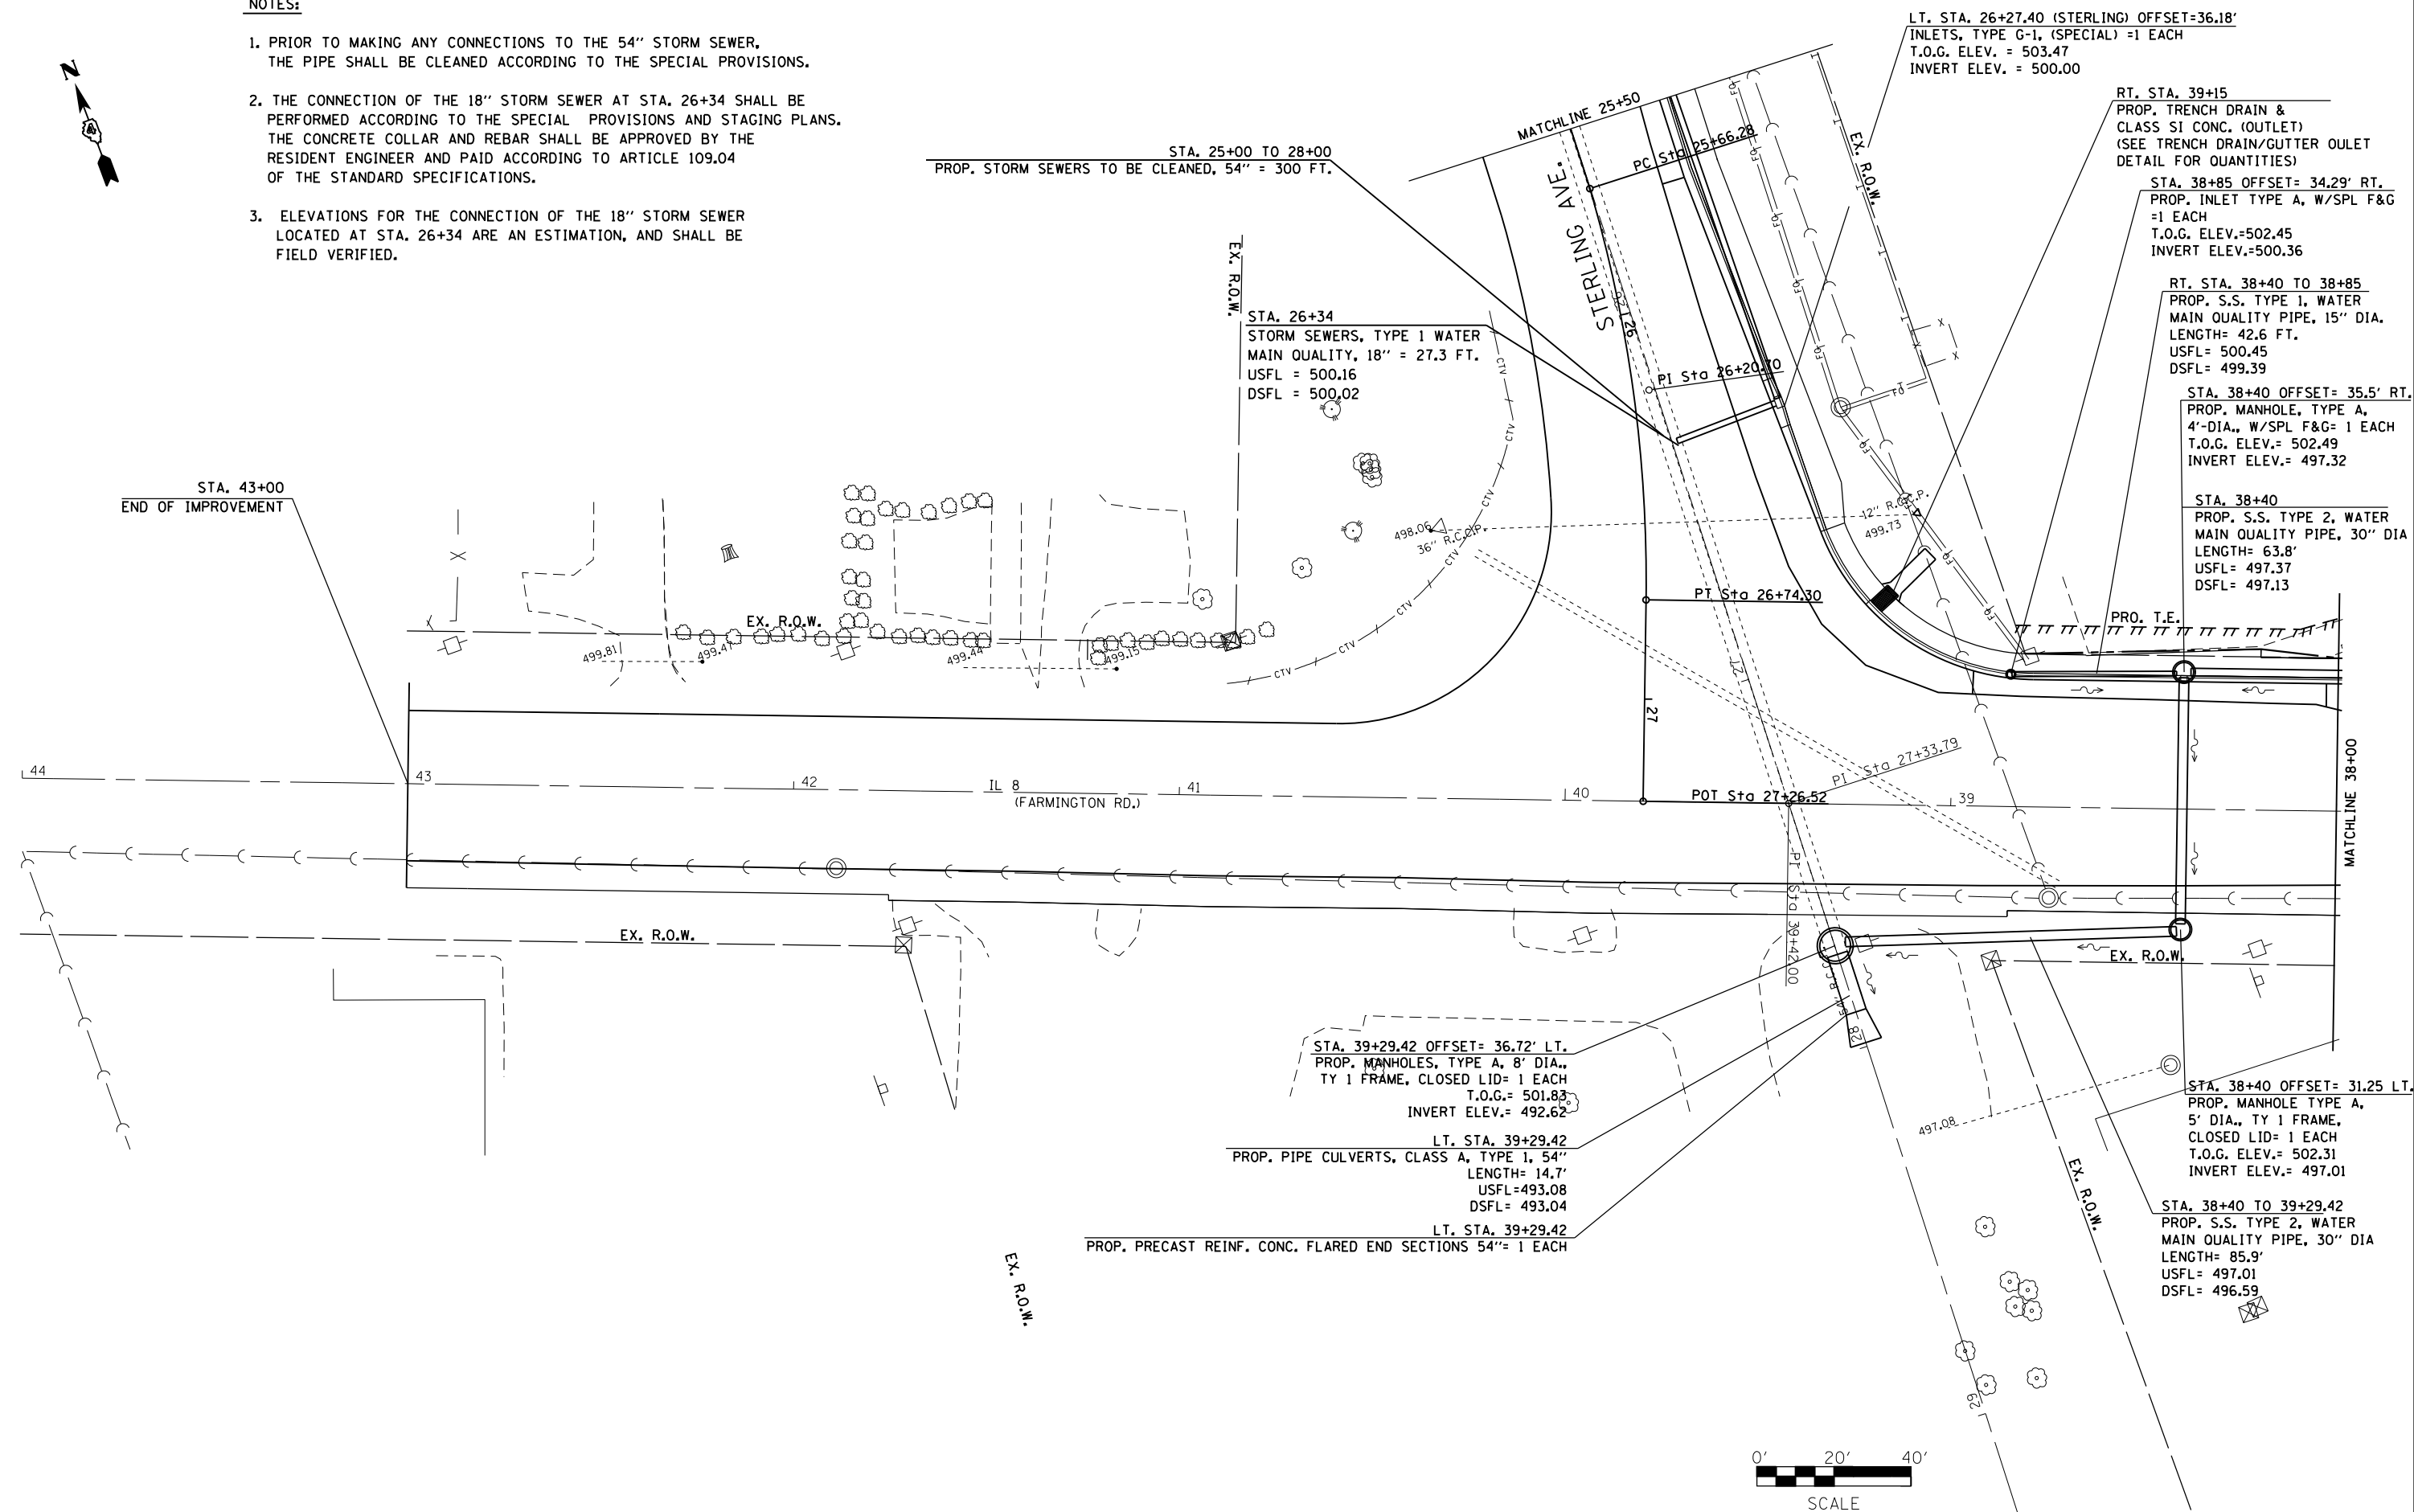 NOTES:
1. PRIOR TO MAKING ANY CONNECTIONS TO THE 54" STORM SEWER,
THE PIPE SHALL BE CLEANED ACCORDING TO THE SPECIAL PROVISIONS.
2. THE CONNECTION OF THE 18" STORM SEWER AT STA. 26+34 SHALL BE
PERFORMED ACCORDING TO THE SPECIAL PROVISIONS AND STAGING PLANS.
THE CONCRETE COLLAR AND REBAR SHALL BE APPROVED BY THE
RESIDENT ENGINEER AND PAID ACCORDING TO ARTICLE 109.04
OF THE STANDARD SPECIFICATIONS.
3. ELEVATIONS FOR THE CONNECTION OF THE 18" STORM SEWER
LOCATED AT STA. 26+34 ARE AN ESTIMATION, AND SHALL BE
FIELD VERIFIED.
N
STA. 25+00 TO 28+00
PROP. STORM SEWERS TO BE CLEANED, 54" = 300 FT.
MATCHLINE 25+50
STERLING AVE.
PC Sta 25+66.28
EX. R.O.W.
LT. STA. 26+27.40 (STERLING) OFFSET=36.18'
INLETS, TYPE G-1, (SPECIAL) =1 EACH
T.O.G. ELEV. = 503.47
INVERT ELEV. = 500.00
RT. STA. 39+15
PROP. TRENCH DRAIN &
CLASS SI CONC. (OUTLET)
(SEE TRENCH DRAIN/GUTTER OULET
DETAIL FOR QUANTITIES)
STA. 38+85 OFFSET= 34.29' RT.
PROP. INLET TYPE A, W/SPL F&G
=1 EACH
T.O.G. ELEV.=502.45
INVERT ELEV.=500.36
RT. STA. 38+40 TO 38+85
PROP. S.S. TYPE 1, WATER
MAIN QUALITY PIPE, 15" DIA.
LENGTH= 42.6 FT.
USFL= 500.45
DSFL= 499.39
STA. 38+40 OFFSET= 35.5' RT.
PROP. MANHOLE, TYPE A,
4'-DIA., W/SPL F&G= 1 EACH
T.O.G. ELEV.= 502.49
INVERT ELEV.= 497.32
STA. 38+40
PROP. S.S. TYPE 2, WATER
MAIN QUALITY PIPE, 30" DIA
LENGTH= 63.8'
USFL= 497.37
DSFL= 497.13
EX. R.O.W.
STA. 26+34
STORM SEWERS, TYPE 1 WATER
MAIN QUALITY, 18" = 27.3 FT.
USFL = 500.16
DSFL = 500.02
26
PI Sta 26+20.70
FO
FO
FO
FO
FO
FO
FO
FO
FO
FO
CTV
CTV
CTV
CTV
CTV
CTV
STA. 43+00
END OF IMPROVEMENT
498.06
36" R.C.C.P.
12" R.C.C.P.
499.73
EX. R.O.W.
499.81
499.47
499.44
499.15
PT Sta 26+74.30
PRO. T.E.
27
27
44
43
42
IL 8
(FARMINGTON RD.)
41
40
POT Sta 27+26.52
PI Sta 27+33.79
39
MATCHLINE 38+00
PI Sta 39+42.00
EX. R.O.W.
EX. R.O.W.
28
STA. 39+29.42 OFFSET= 36.72' LT.
PROP. MANHOLES, TYPE A, 8' DIA.,
TY 1 FRAME, CLOSED LID= 1 EACH
T.O.G.= 501.83
INVERT ELEV.= 492.62
LT. STA. 39+29.42
PROP. PIPE CULVERTS, CLASS A, TYPE 1, 54"
LENGTH= 14.7'
USFL=493.08
DSFL= 493.04
LT. STA. 39+29.42
PROP. PRECAST REINF. CONC. FLARED END SECTIONS 54"= 1 EACH
497.08
STA. 38+40 OFFSET= 31.25 LT.
PROP. MANHOLE TYPE A,
5' DIA., TY 1 FRAME,
CLOSED LID= 1 EACH
T.O.G. ELEV.= 502.31
INVERT ELEV.= 497.01
STA. 38+40 TO 39+29.42
PROP. S.S. TYPE 2, WATER
MAIN QUALITY PIPE, 30" DIA
LENGTH= 85.9'
USFL= 497.01
DSFL= 496.59
EX. R.O.W.
EX. R.O.W.
29
0' 20' 40'
SCALE